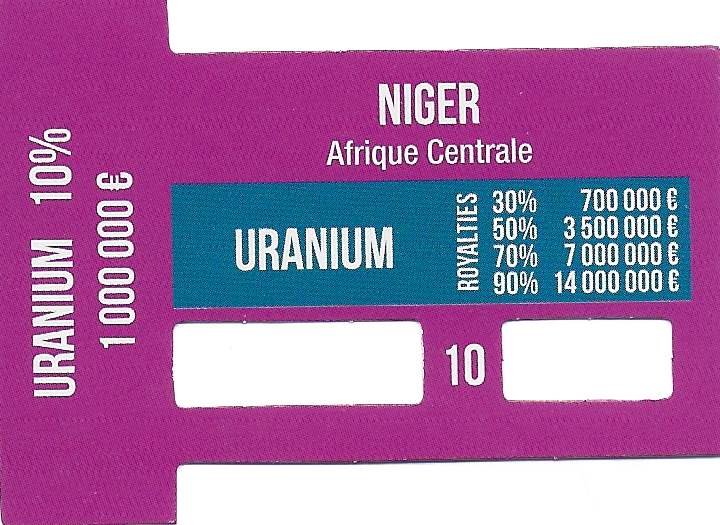 URANIUM 10%
1 000 000 €
NIGER
Afrique Centrale
URANIUM
ROYALTIES
30% 700 000 €
50% 3 500 000 €
70% 7 000 000 €
90% 14 000 000 €
10